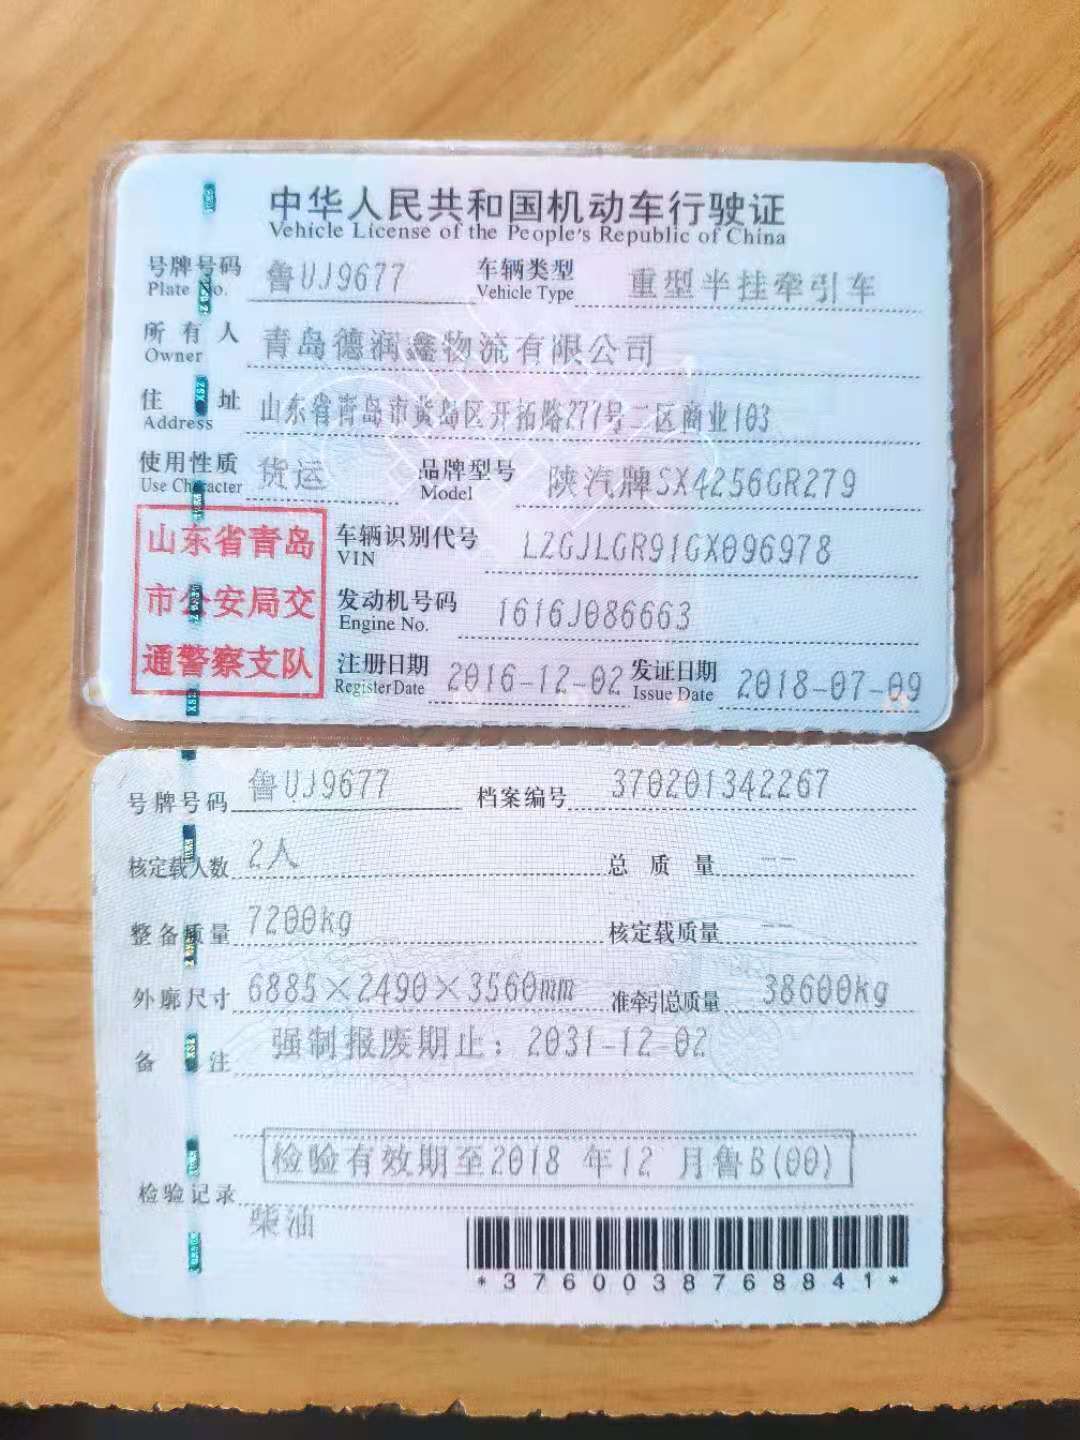 中华人民共和国机动车行驶证
Vehicle License of the People's Republic of China
号牌号码 鲁UJ9677 车辆类型 重型半挂牵引车
Plate No. Vehicle Type
所有人 青岛德润鑫物流有限公司
Owner
住址 山东省青岛市黄岛区开拓路277号二区商业103
Address
使用性质 货运 品牌型号 陕汽牌SX4256GR279
Use Character Model
山东省青岛
市公安局交
通警察支队
车辆识别代号 LZGJLGR91GX096978
VIN
发动机号码 1616J086663
Engine No.
注册日期 2016-12-02 发证日期 2018-07-09
Register Date Issue Date
号牌号码 鲁UJ9677 档案编号 370201342267
核定载人数 2人 总质量 -- --
整备质量 7200kg 核定载质量 -- --
外廓尺寸 6885×2490×3560mm 准牵引总质量 38600kg
备注 强制报废期止：2031-12-02
检验有效期至2018 年12 月鲁B(00)
检验记录
柴油
*3760038768841*